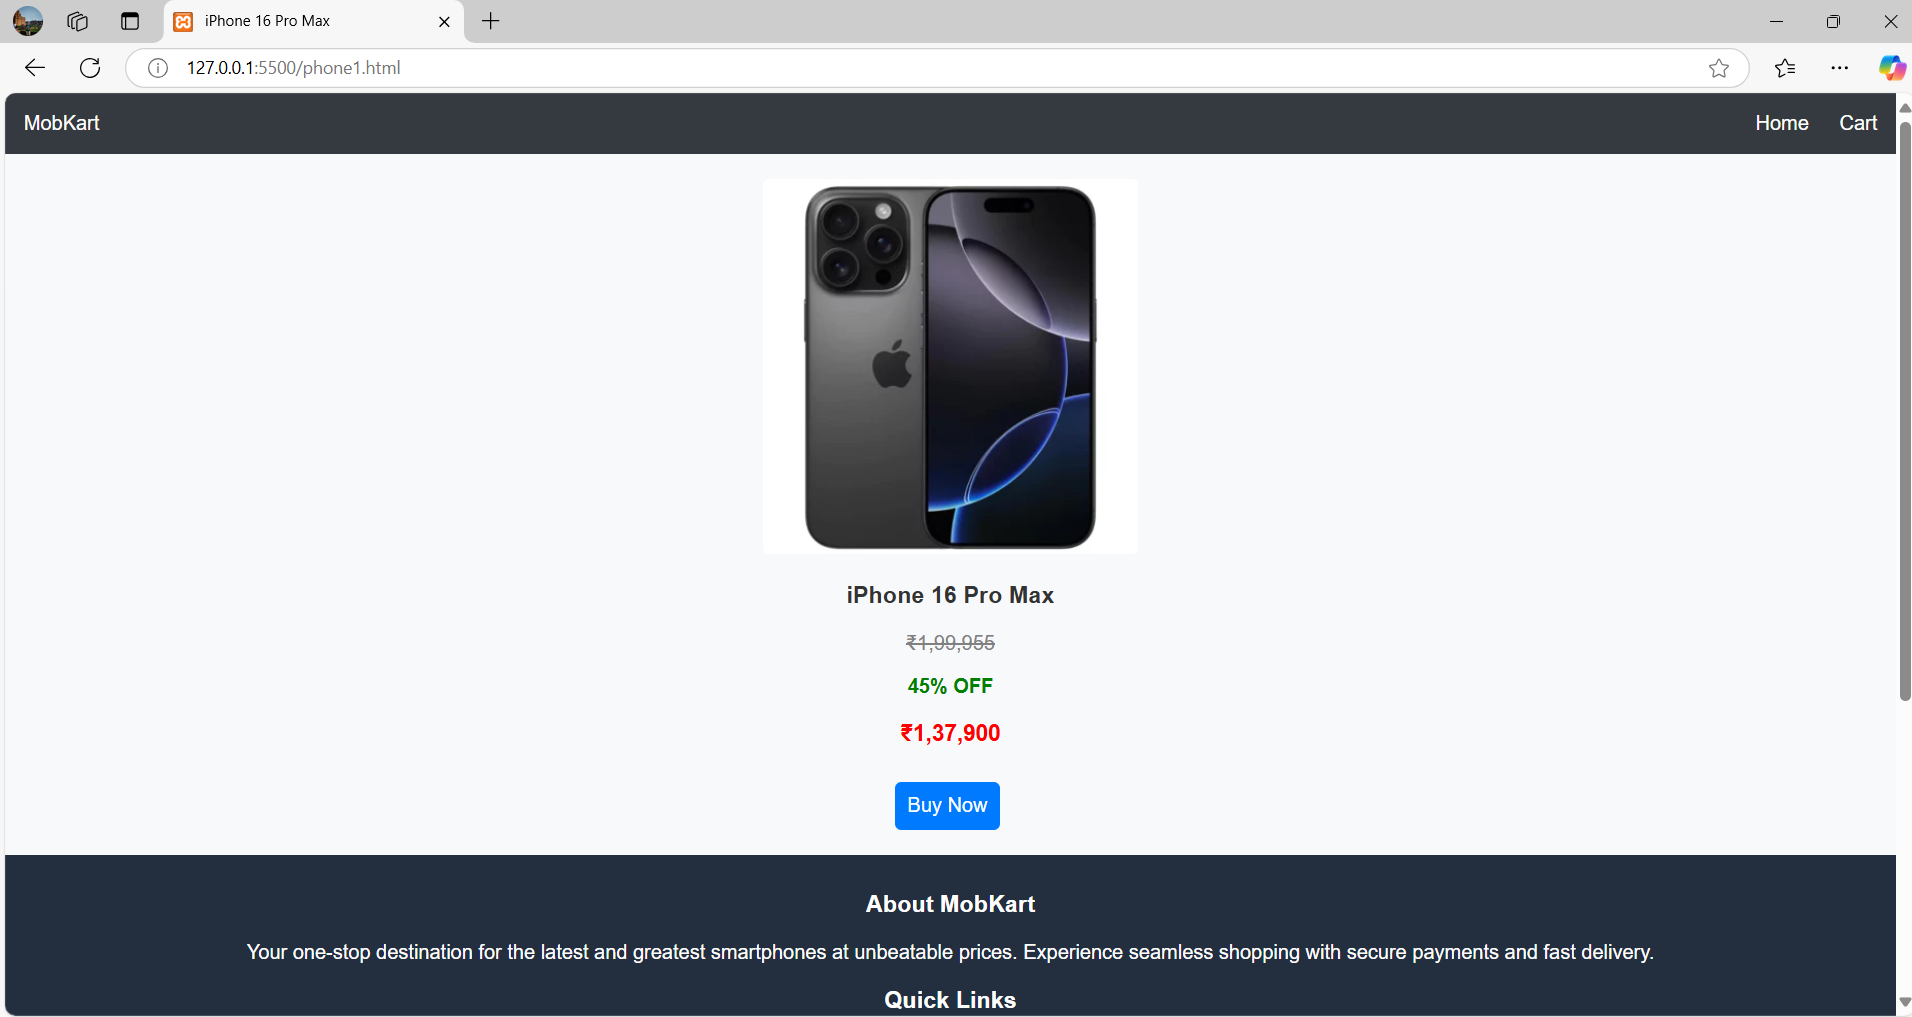 iPhone 16 Pro Max
127.0.0.1:5500/phone1.html
MobKart
Home
Cart
iPhone 16 Pro Max
₹1,99,955
45% OFF
₹1,37,900
Buy Now
About MobKart
Your one-stop destination for the latest and greatest smartphones at unbeatable prices. Experience seamless shopping with secure payments and fast delivery.
Quick Links